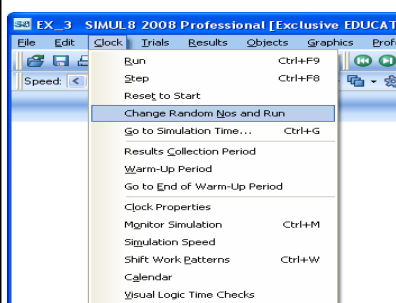 S8 EX_3 SIMUL8 2008 Professional [Exclusive EDUCAT
File Edit Clock Trials Results Objects Graphics Prof
Speed: <
Run Ctrl+F9
Step Ctrl+F8
Reset to Start
Change Random Nos and Run
Go to Simulation Time... Ctrl+G
Results Collection Period
Warm-Up Period
Go to End of Warm-Up Period
Clock Properties
Monitor Simulation Ctrl+M
Simulation Speed
Shift Work Patterns Ctrl+W
Calendar
Visual Logic Time Checks